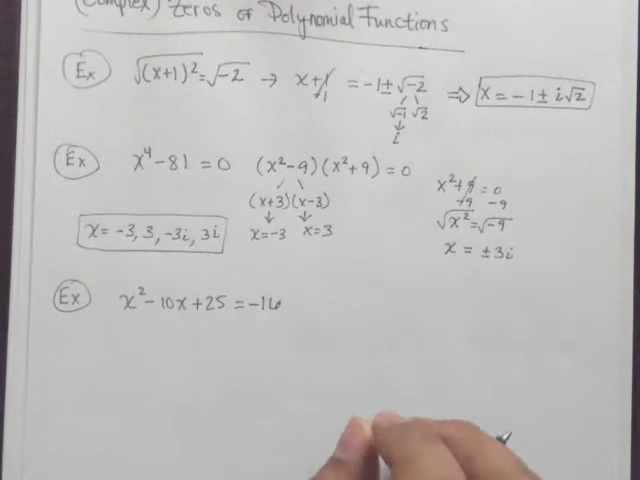 (Complex) Zeros of Polynomial Functions
Ex √(x+1)² = √-2 → x+1 = -1 ± √-2 ⇒ x = -1 ± i√2
-1 √-1 √2
i
Ex x⁴ - 81 = 0 (x² - 9)(x² + 9) = 0
x² + 9 = 0
(x+3)(x-3) -9 -9
√x² = √-9
x = -3, 3, -3i, 3i x = -3 x = 3
x = ±3i
Ex x² - 10x + 25 = -16